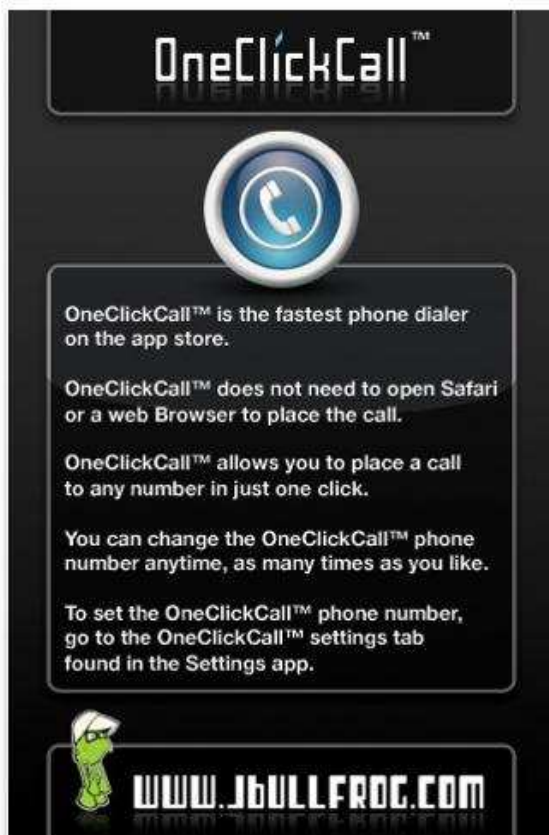 OneClickCall™
OneClickCall™ is the fastest phone dialer
on the app store.
OneClickCall™ does not need to open Safari
or a web Browser to place the call.
OneClickCall™ allows you to place a call
to any number in just one click.
You can change the OneClickCall™ phone
number anytime, as many times as you like.
To set the OneClickCall™ phone number,
go to the OneClickCall™ settings tab
found in the Settings app.
www.JbULLFROG.COM